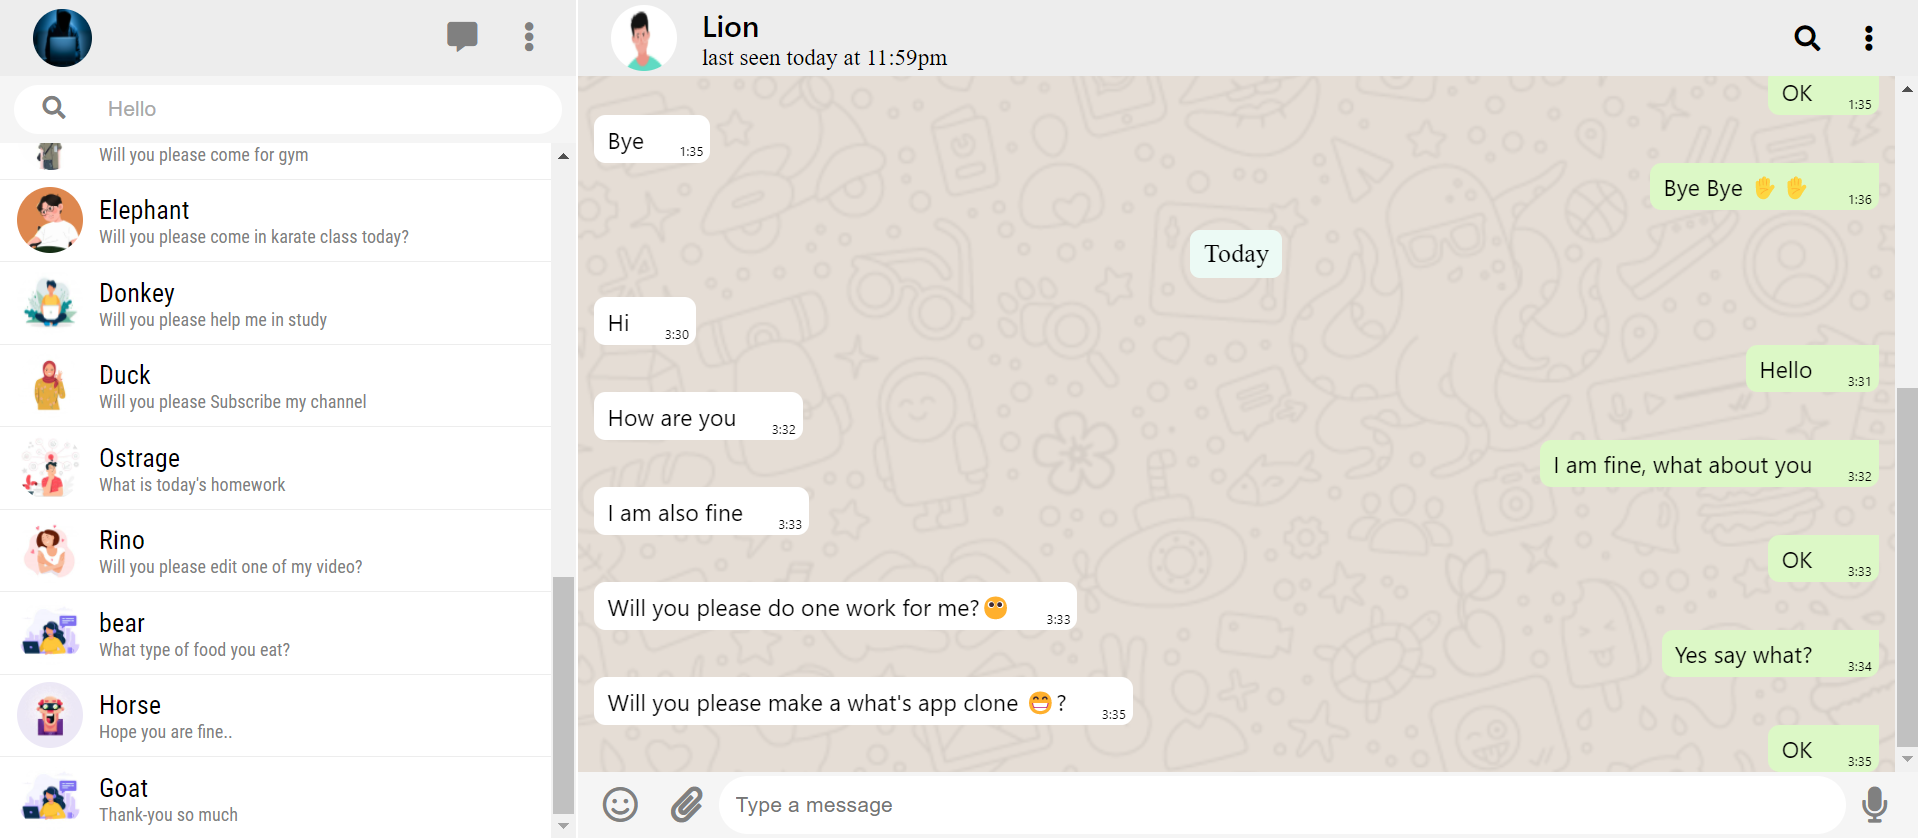 Hello
Will you please come for gym
Elephant
Will you please come in karate class today?
Donkey
Will you please help me in study
Duck
Will you please Subscribe my channel
Ostrage
What is today's homework
Rino
Will you please edit one of my video?
bear
What type of food you eat?
Horse
Hope you are fine..
Goat
Thank-you so much
Lion
last seen today at 11:59pm
OK 1:35
Bye 1:35
Bye Bye ✋ ✋ 1:36
Today
Hi 3:30
Hello 3:31
How are you 3:32
I am fine, what about you 3:32
I am also fine 3:33
OK 3:33
Will you please do one work for me? 3:33
Yes say what? 3:34
Will you please make a what's app clone 😁 ? 3:35
OK 3:35
Type a message